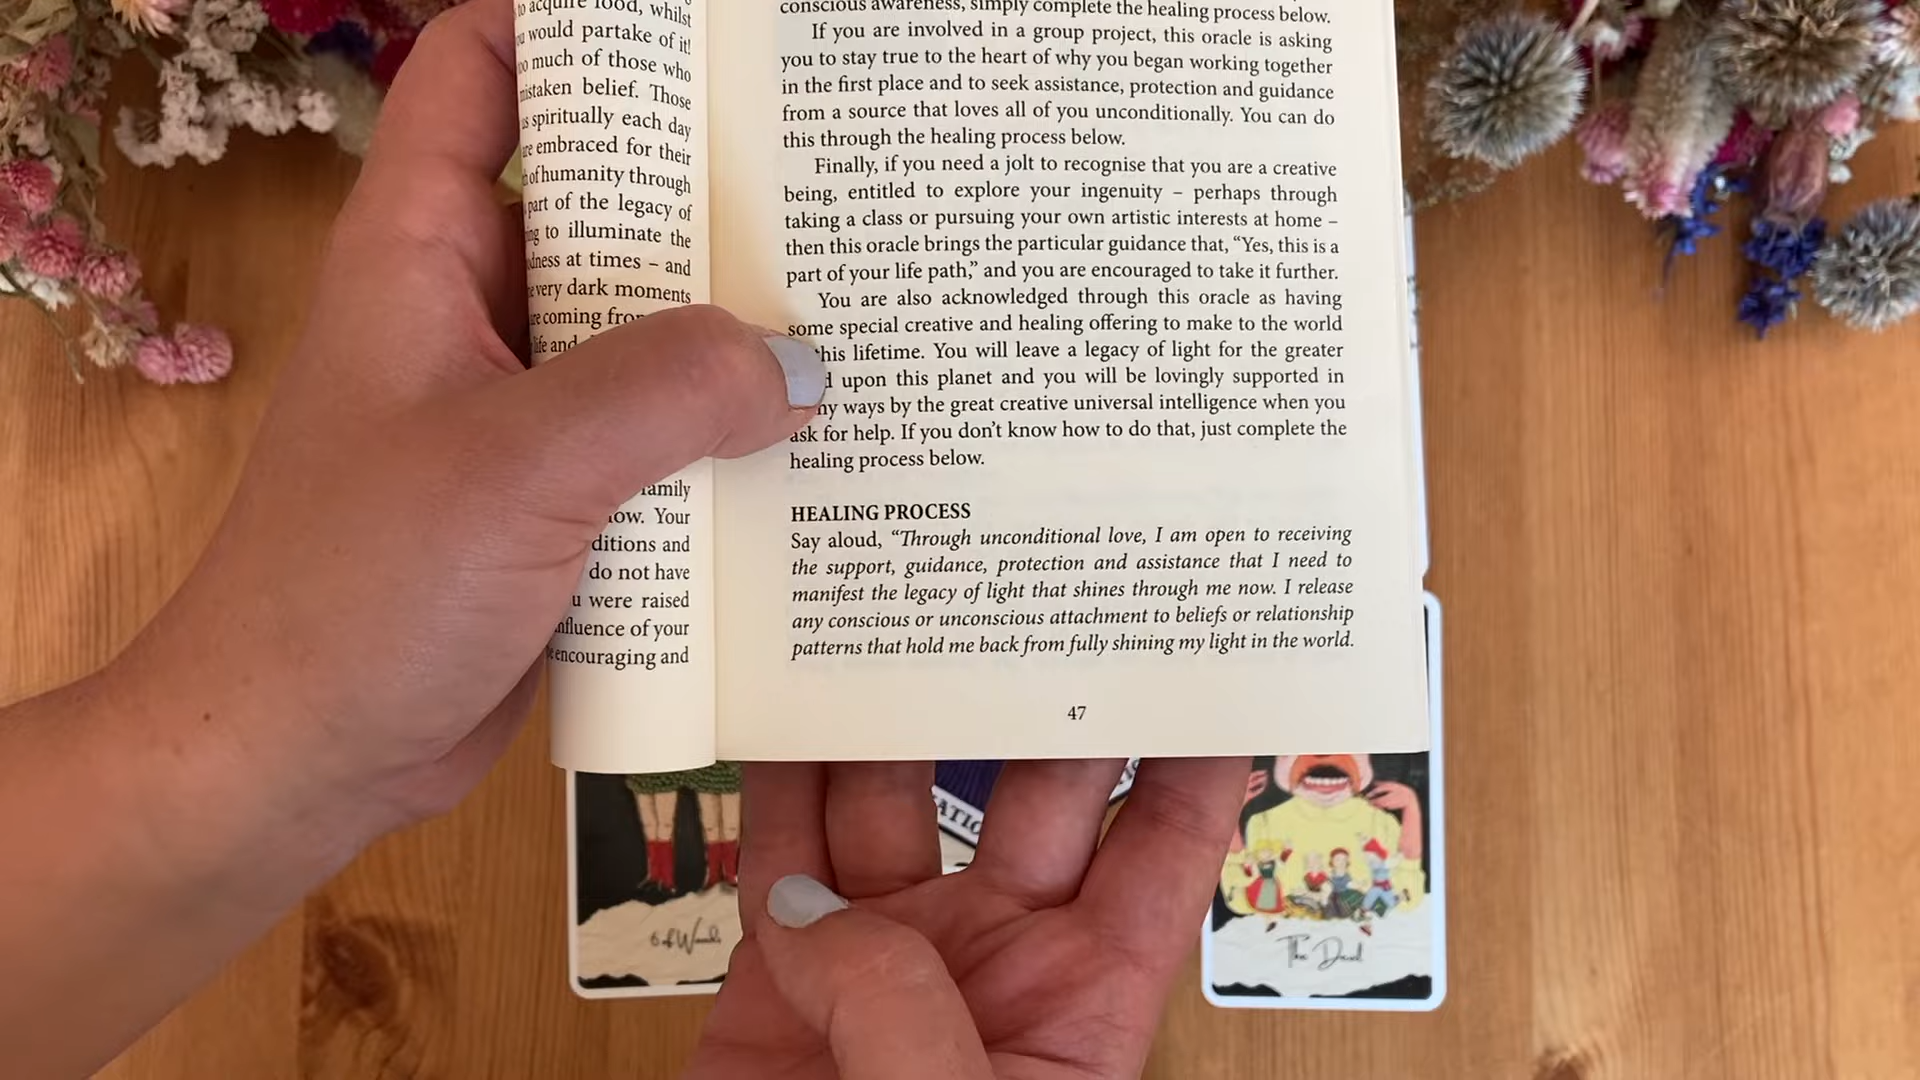 to acquire food, whilst
would partake of it!
much of those who
mistaken belief. Those
spiritually each day
are embraced for their
of humanity through
part of the legacy of
to illuminate the
at times – and
very dark moments
are coming
life and
family
Your
ditions and
do not have
were raised
influence of your
encouraging and
conscious awareness, simply complete the healing process below.
If you are involved in a group project, this oracle is asking
you to stay true to the heart of why you began working together
in the first place and to seek assistance, protection and guidance
from a source that loves all of you unconditionally. You can do
this through the healing process below.
Finally, if you need a jolt to recognise that you are a creative
being, entitled to explore your ingenuity – perhaps through
taking a class or pursuing your own artistic interests at home –
then this oracle brings the particular guidance that, “Yes, this is a
part of your life path,” and you are encouraged to take it further.
You are also acknowledged through this oracle as having
some special creative and healing offering to make to the world
this lifetime. You will leave a legacy of light for the greater
upon this planet and you will be lovingly supported in
ways by the great creative universal intelligence when you
ask for help. If you don’t know how to do that, just complete the
healing process below.
HEALING PROCESS
Say aloud, “Through unconditional love, I am open to receiving
the support, guidance, protection and assistance that I need to
manifest the legacy of light that shines through me now. I release
any conscious or unconscious attachment to beliefs or relationship
patterns that hold me back from fully shining my light in the world.
47
6 of Wands
The Devil